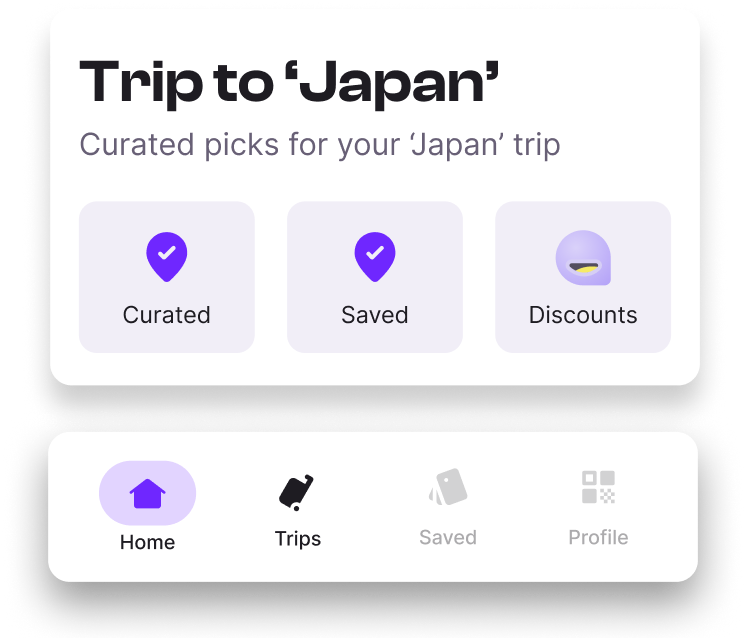 Trip to ‘Japan’
Curated picks for your ‘Japan’ trip
Curated
Saved
Discounts
Home
Trips
Saved
Profile